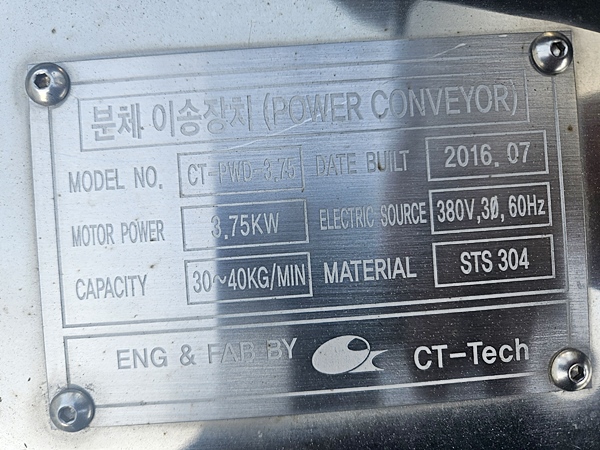 분체 이송장치 (POWER CONVEYOR)
MODEL NO. CT-PWD-3.75 DATE BUILT 2016. 07
MOTOR POWER 3.75KW ELECTRIC SOURCE 380V,3Ø, 60Hz
CAPACITY 30~40KG/MIN MATERIAL STS 304
ENG & FAB BY CT-Tech